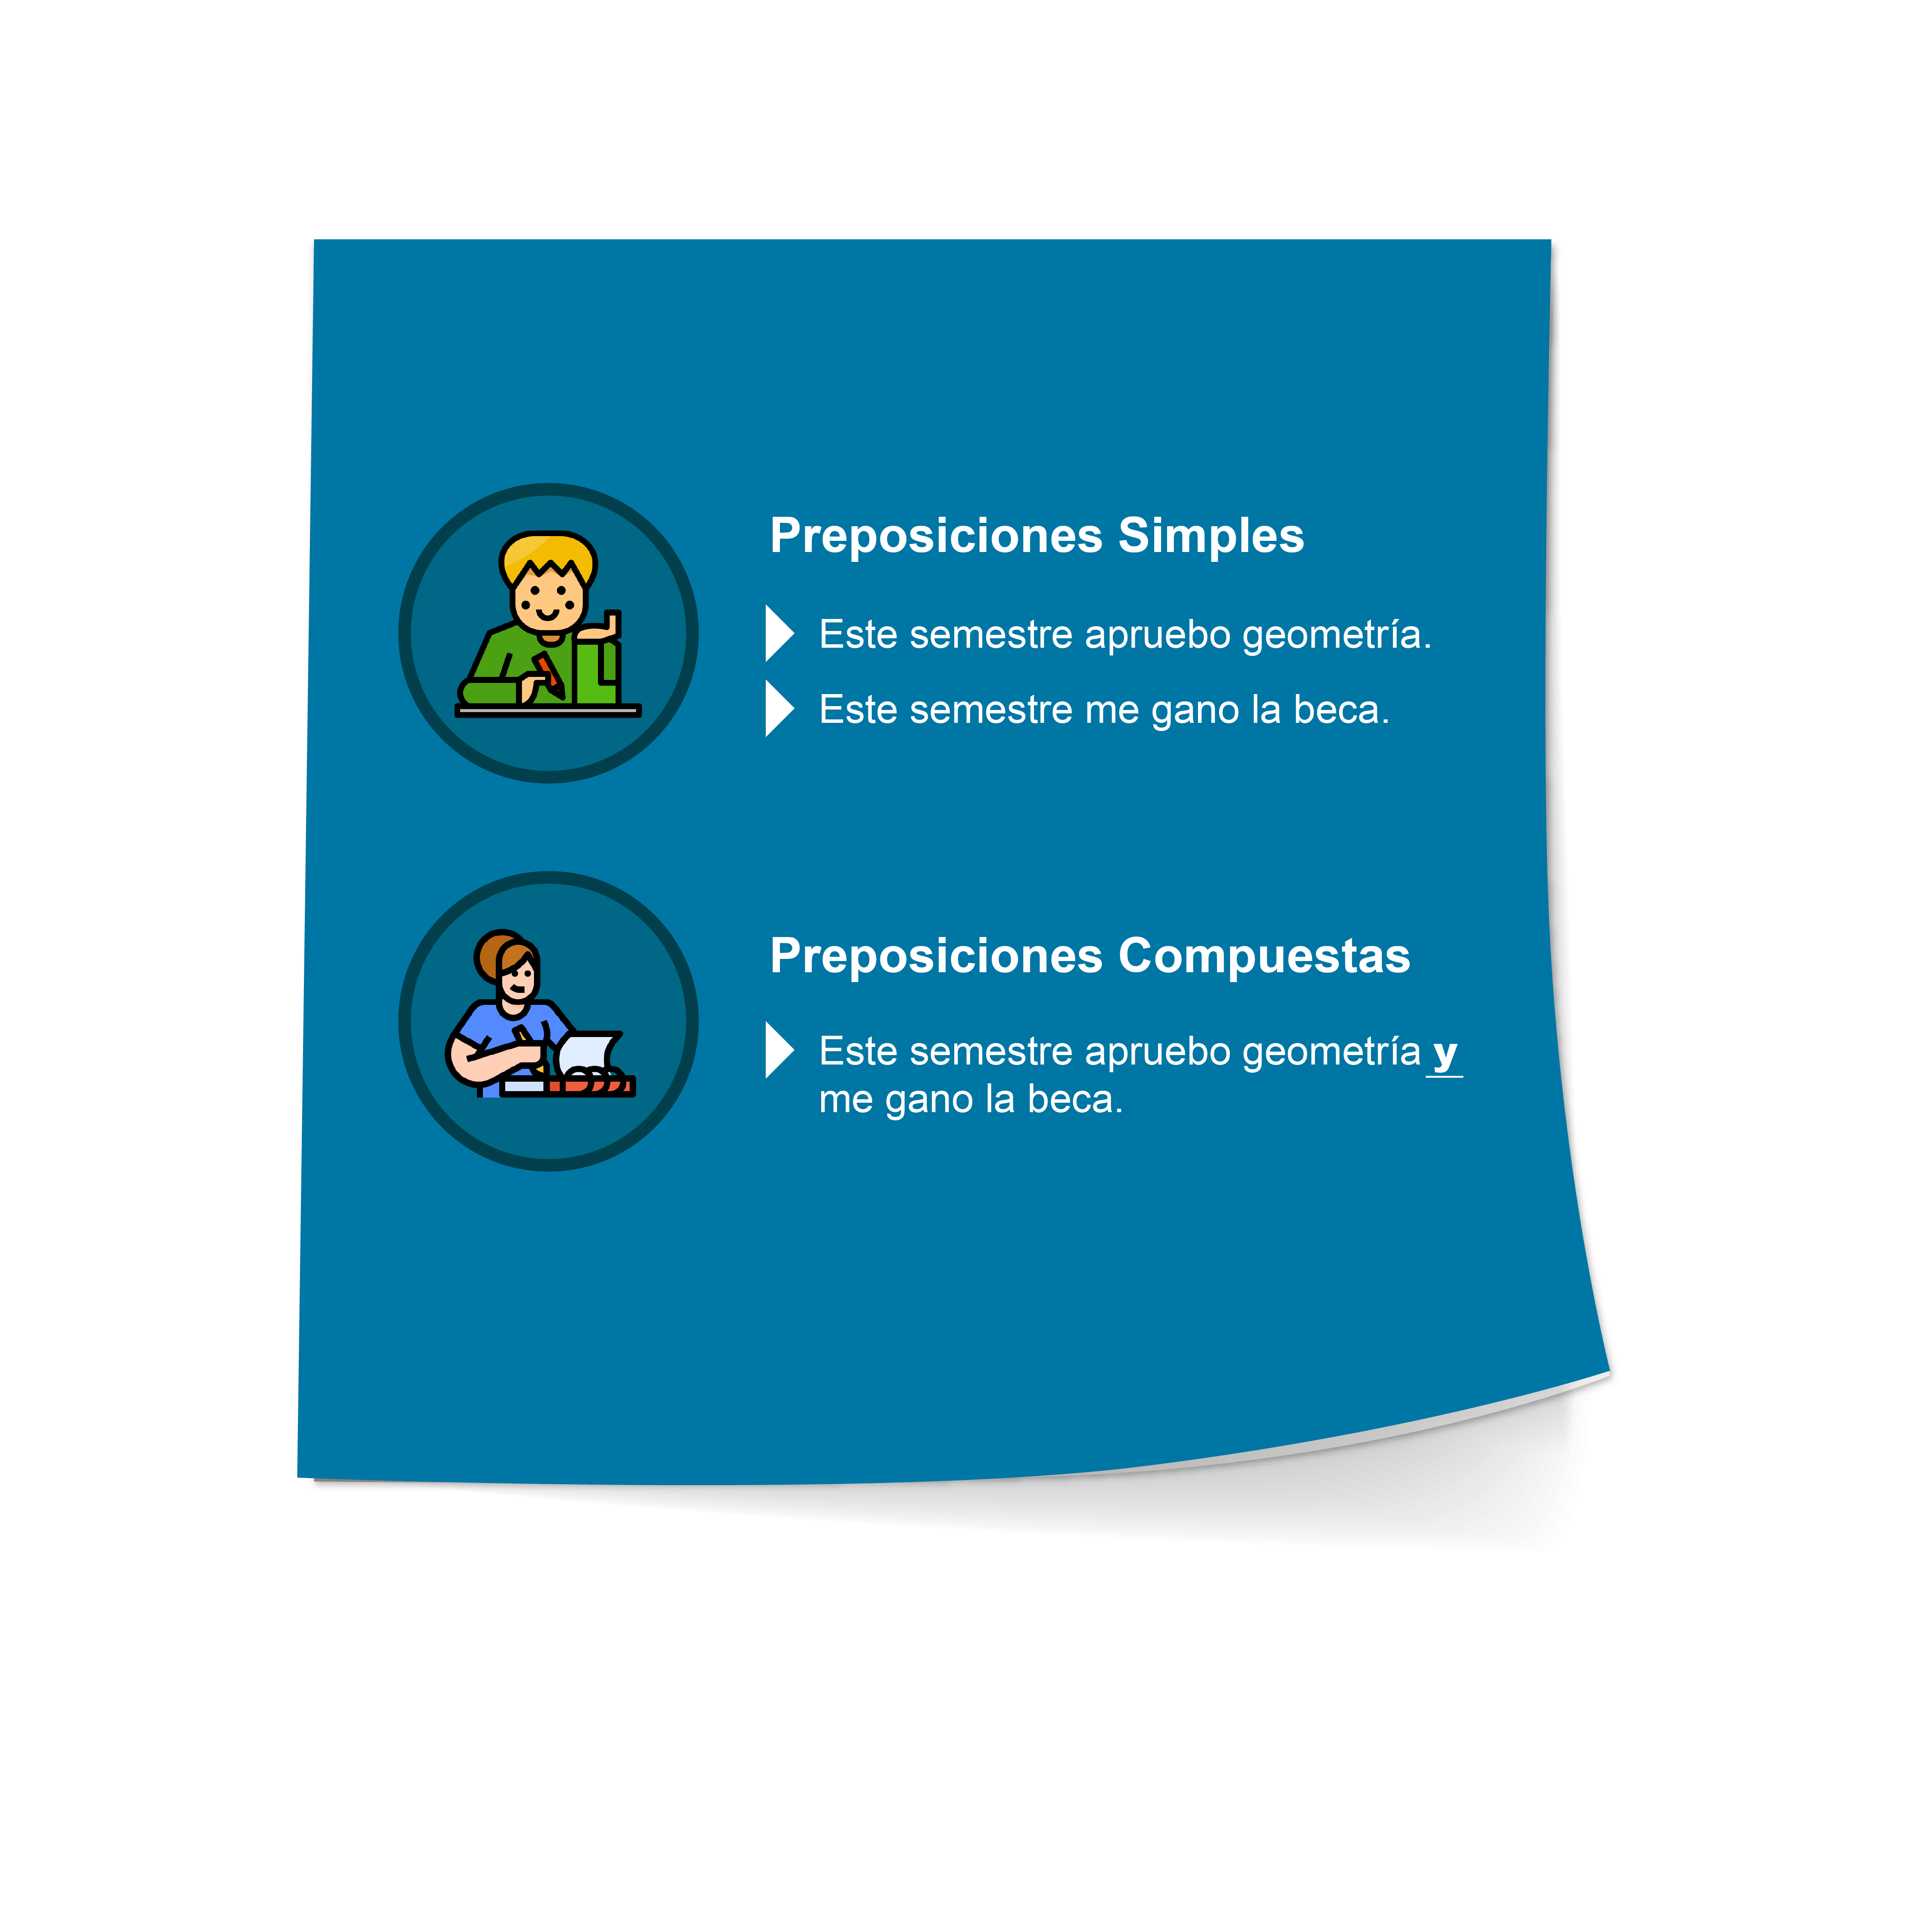 Preposiciones Simples
Este semestre apruebo geometría.
Este semestre me gano la beca.
Preposiciones Compuestas
Este semestre apruebo geometría y
me gano la beca.